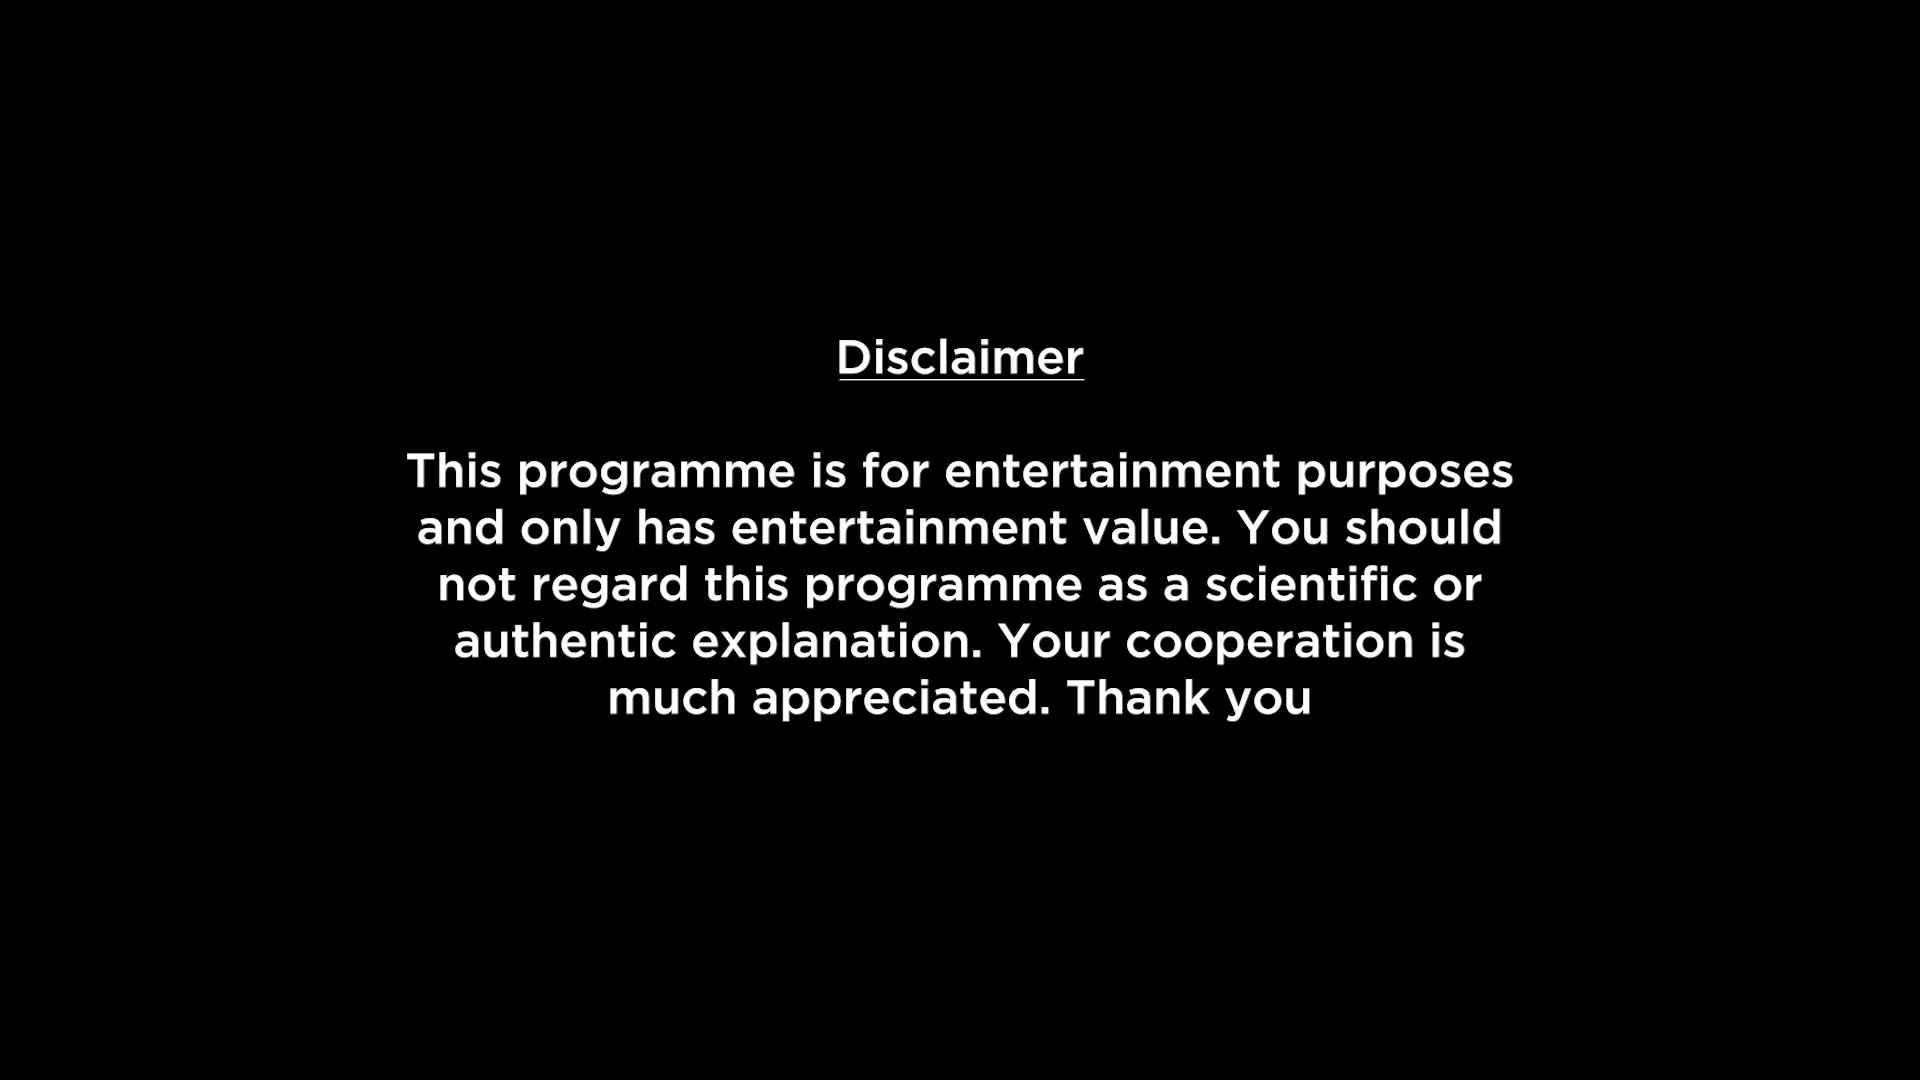 Disclaimer
This programme is for entertainment purposes
and only has entertainment value. You should
not regard this programme as a scientific or
authentic explanation. Your cooperation is
much appreciated. Thank you